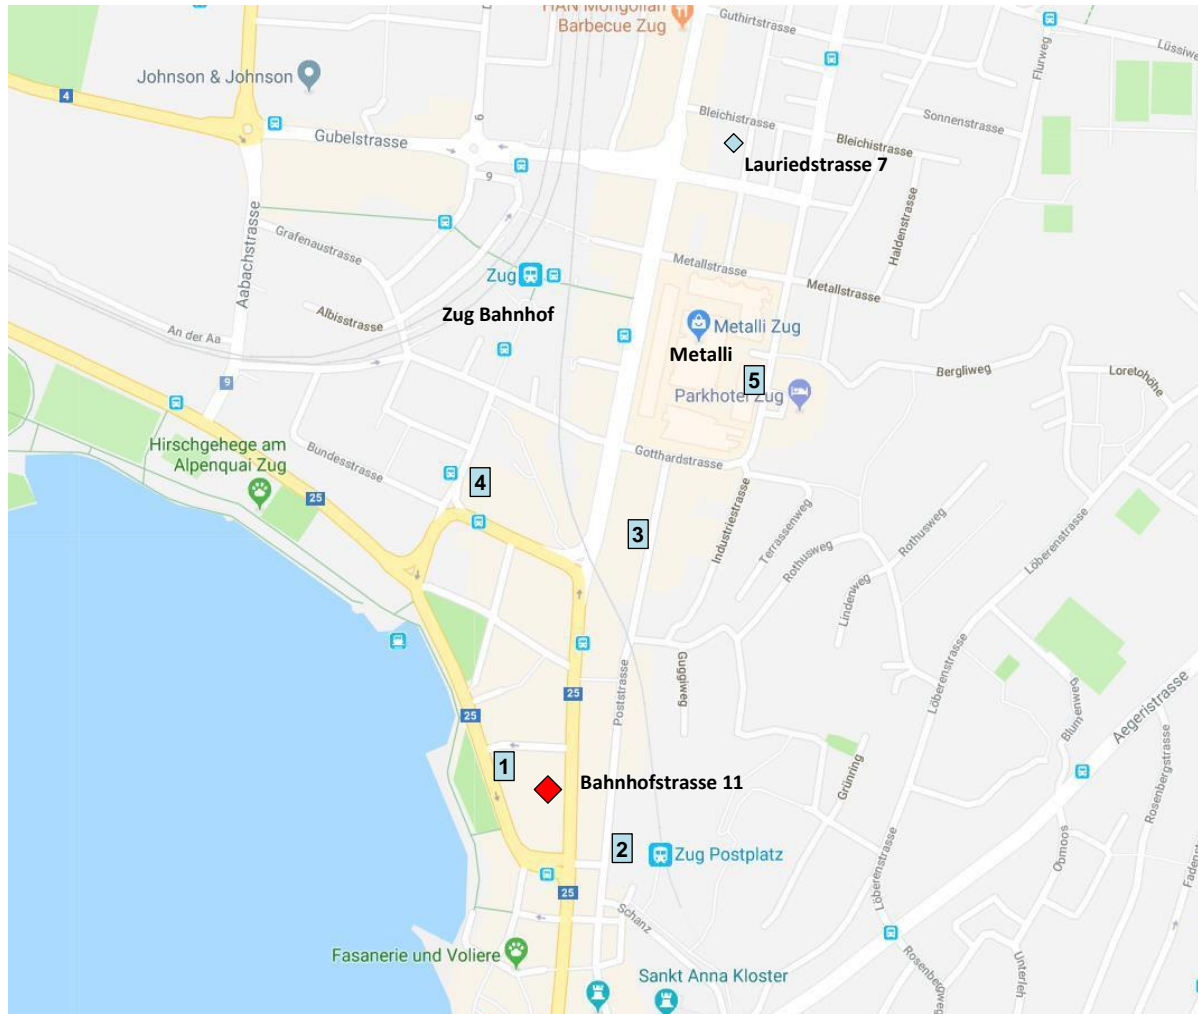 HAN Mongolian
Barbecue Zug
Guthirtstrasse
Flurweg
Johnson & Johnson
4
9
Bleichistrasse
Sonnenstrasse
Gubelstrasse
Bleichistrasse
Lauriedstrasse 7
9
Aabachstrasse
Grafenaustrasse
Haldenstrasse
Metallstrasse
Zug
Metallstrasse
Zug Bahnhof
Albisstrasse
An der Aa
Metalli Zug
Metalli
Bergliweg
Loretohöhe
9
5
Parkhotel Zug
Hirschgehege am
Alpenquai Zug
Bundesstrasse
Gotthardstrasse
4
25
3
Industriestrasse
Terrassenweg
Rothusweg
Rothusweg
Lindenweg
Löberenstrasse
Guggiweg
Poststrasse
25
25
Löberenstrasse
Blumenweg
Aegeristrasse
1
Bahnhofstrasse 11
Grünring
Rosenbergstrasse
2
Zug Postplatz
25
Löberenstrasse
Schanz
Fasanerie und Voliere
Sankt Anna Kloster
Unterleh